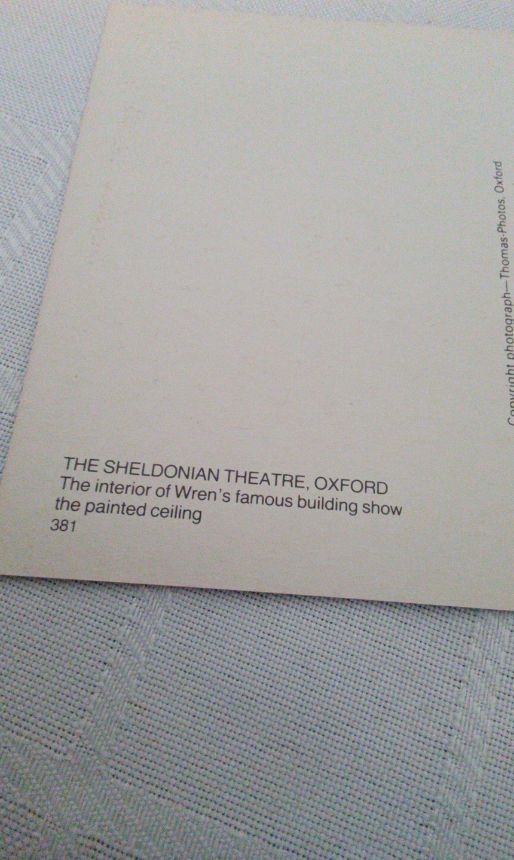 THE SHELDONIAN THEATRE, OXFORD
The interior of Wren's famous building show
the painted ceiling
381
Copyright photograph—Thomas-Photos, Oxford